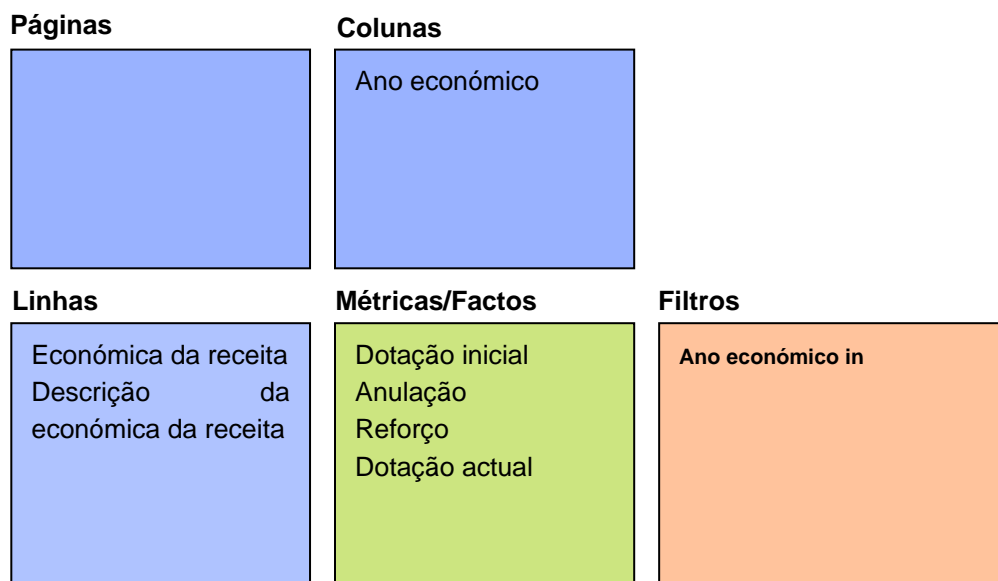 Páginas
Colunas
Ano económico
Linhas
Métricas/Factos
Filtros
Económica da receita
Descrição da
económica da receita
Dotação inicial
Anulação
Reforço
Dotação actual
Ano económico in